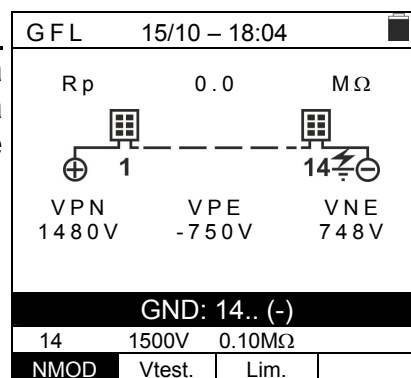 GFL 15/10 – 18:04
Rp 0.0 MΩ
1 14
VPN VPE VNE
1480V -750V 748V
GND: 14.. (-)
14 1500V 0.10MΩ
NMOD Vtest. Lim.